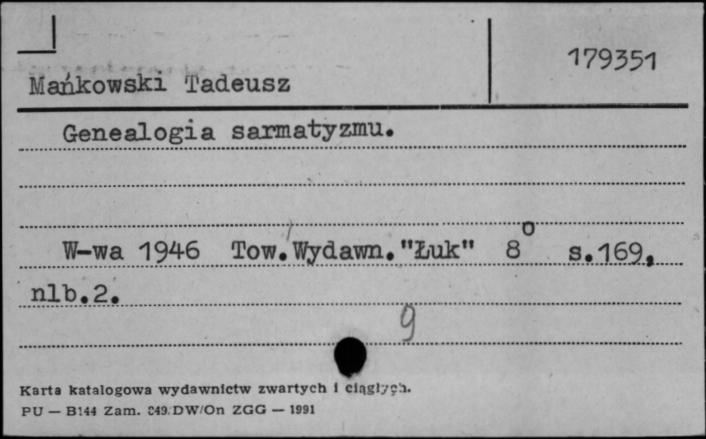 179351
Mańkowski Tadeusz
Genealogia sarmatyzmu.
W-wa 1946 Tow. Wydawn. "Łuk" 8° s.169,
nlb.2.
9
Karta katalogowa wydawnictw zwartych i ciągłych.
PU — B144 Zam. 849/DW/On ZGG — 1991